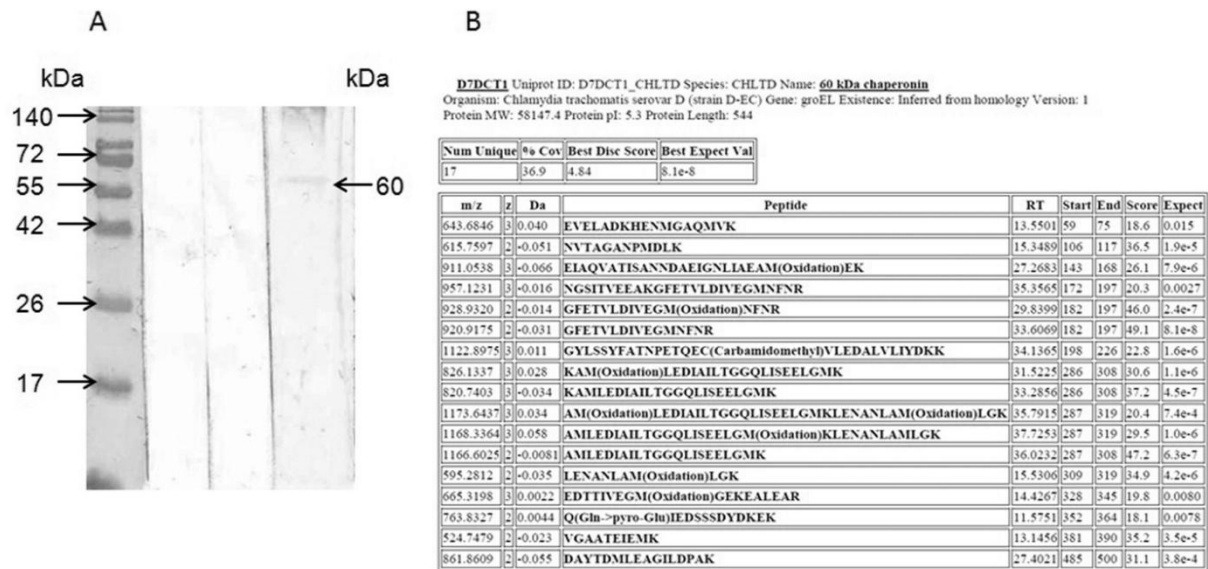 A
B
kDa
kDa
140
72
55
60
42
26
17
D7DCT1 Uniprot ID: D7DCT1_CHLTD Species: CHLTD Name: 60 kDa chaperonin
Organism: Chlamydia trachomatis serovar D (strain D-EC) Gene: groEL Existence: Inferred from homology Version: 1
Protein MW: 58147.4 Protein pI: 5.3 Protein Length: 544
Num Unique % Cov Best Disc Score Best Expect Val
17 36.9 4.84 8.1e-8
m/z z Da Peptide RT Start End Score Expect
643.6846 3 0.040 EVELADKHENMGAQMVK 13.5501 59 75 18.6 0.015
615.7597 2 -0.051 NVTAGANPMDLK 15.3489 106 117 36.5 1.9e-5
911.0538 3 -0.066 EIAQVATISANNDAEIGNLIAEAM(Oxidation)EK 27.2683 143 168 26.1 7.9e-6
957.1231 3 -0.016 NGSITVEEAKGFETVLDIVEGMNFNR 35.3565 172 197 20.3 0.0027
928.9320 2 -0.014 GFETVLDIVEGM(Oxidation)NFNR 29.8399 182 197 46.0 2.4e-7
920.9175 2 -0.031 GFETVLDIVEGMNFNR 33.6069 182 197 49.1 8.1e-8
1122.8975 3 0.011 GYLSSYFATNPETQEC(Carbamidomethyl)VLEDALVLIYDKK 34.1365 198 226 22.8 1.6e-6
826.1337 3 0.028 KAM(Oxidation)LEDIAILTGGQLISEELGMK 31.5225 286 308 30.6 1.1e-6
820.7403 3 -0.034 KAMLEDIAILTGGQLISEELGMK 33.2856 286 308 37.2 4.5e-7
1173.6437 3 0.034 AM(Oxidation)LEDIAILTGGQLISEELGMKLENANLAM(Oxidation)LGK 35.7915 287 319 20.4 7.4e-4
1168.3364 3 0.058 AMLEDIAILTGGQLISEELGM(Oxidation)KLENANLAMLGK 37.7253 287 319 29.5 1.0e-6
1166.6025 2 -0.0081 AMLEDIAILTGGQLISEELGMK 36.0232 287 308 47.2 6.3e-7
595.2812 2 -0.035 LENANLAM(Oxidation)LGK 15.5306 309 319 34.9 4.2e-6
665.3198 3 0.0022 EDTTIVEGM(Oxidation)GEKEALEAR 14.4267 328 345 19.8 0.0080
763.8327 2 0.0044 Q(Gln->pyro-Glu)IEDSSSDYDKEK 11.5751 352 364 18.1 0.0078
524.7479 2 -0.023 VGAATEIEMK 13.1456 381 390 35.2 3.5e-5
861.8609 2 -0.055 DAYTDMLEAGILDPAK 27.4021 485 500 31.1 3.8e-4